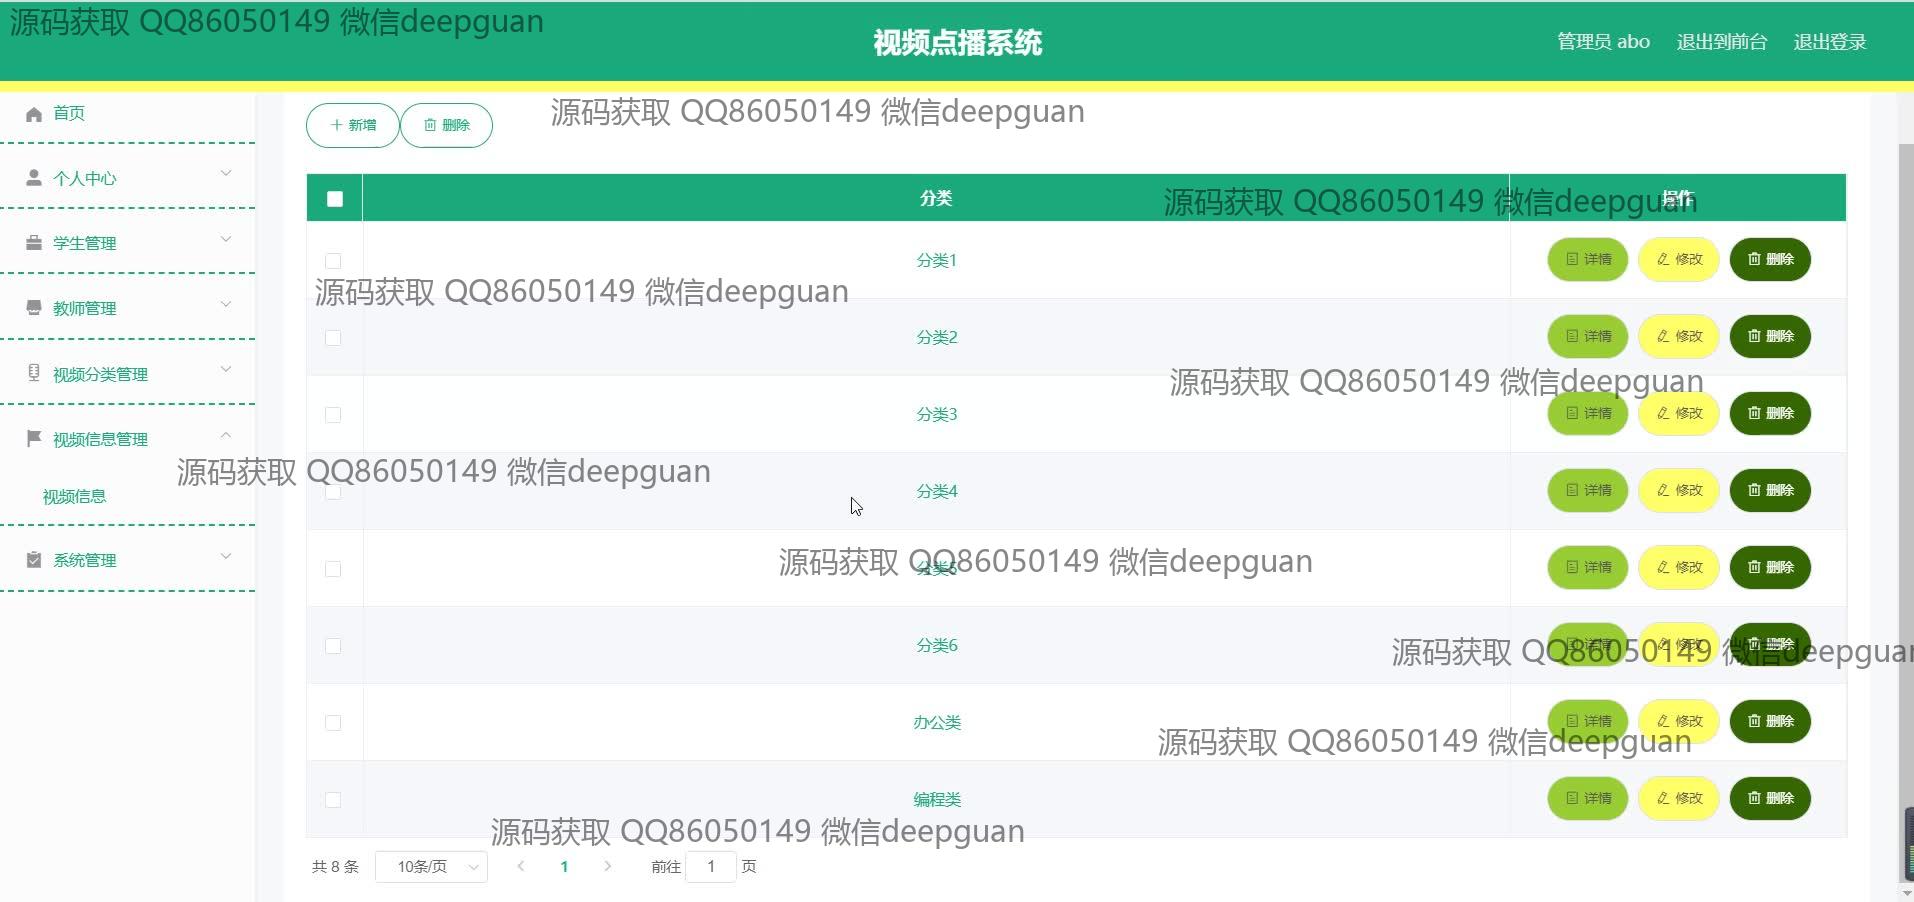 源码获取 QQ86050149 微信deepguan
视频点播系统
管理员 abo 退出到前台 退出登录
首页
个人中心
学生管理
教师管理
视频分类管理
视频信息管理
视频信息
系统管理
新增 删除
源码获取 QQ86050149 微信deepguan
分类 操作
源码获取 QQ86050149 微信deepguan
分类1 详情 修改 删除
源码获取 QQ86050149 微信deepguan
分类2 详情 修改 删除
源码获取 QQ86050149 微信deepguan
分类3 详情 修改 删除
源码获取 QQ86050149 微信deepguan
分类4 详情 修改 删除
源码获取 QQ86050149 微信deepguan
分类5 详情 修改 删除
分类6 详情 修改 删除
源码获取 QQ86050149 微信deepguan
办公类 详情 修改 删除
源码获取 QQ86050149 微信deepguan
编程类 详情 修改 删除
源码获取 QQ86050149 微信deepguan
共 8 条 10条/页 1 前往 1 页